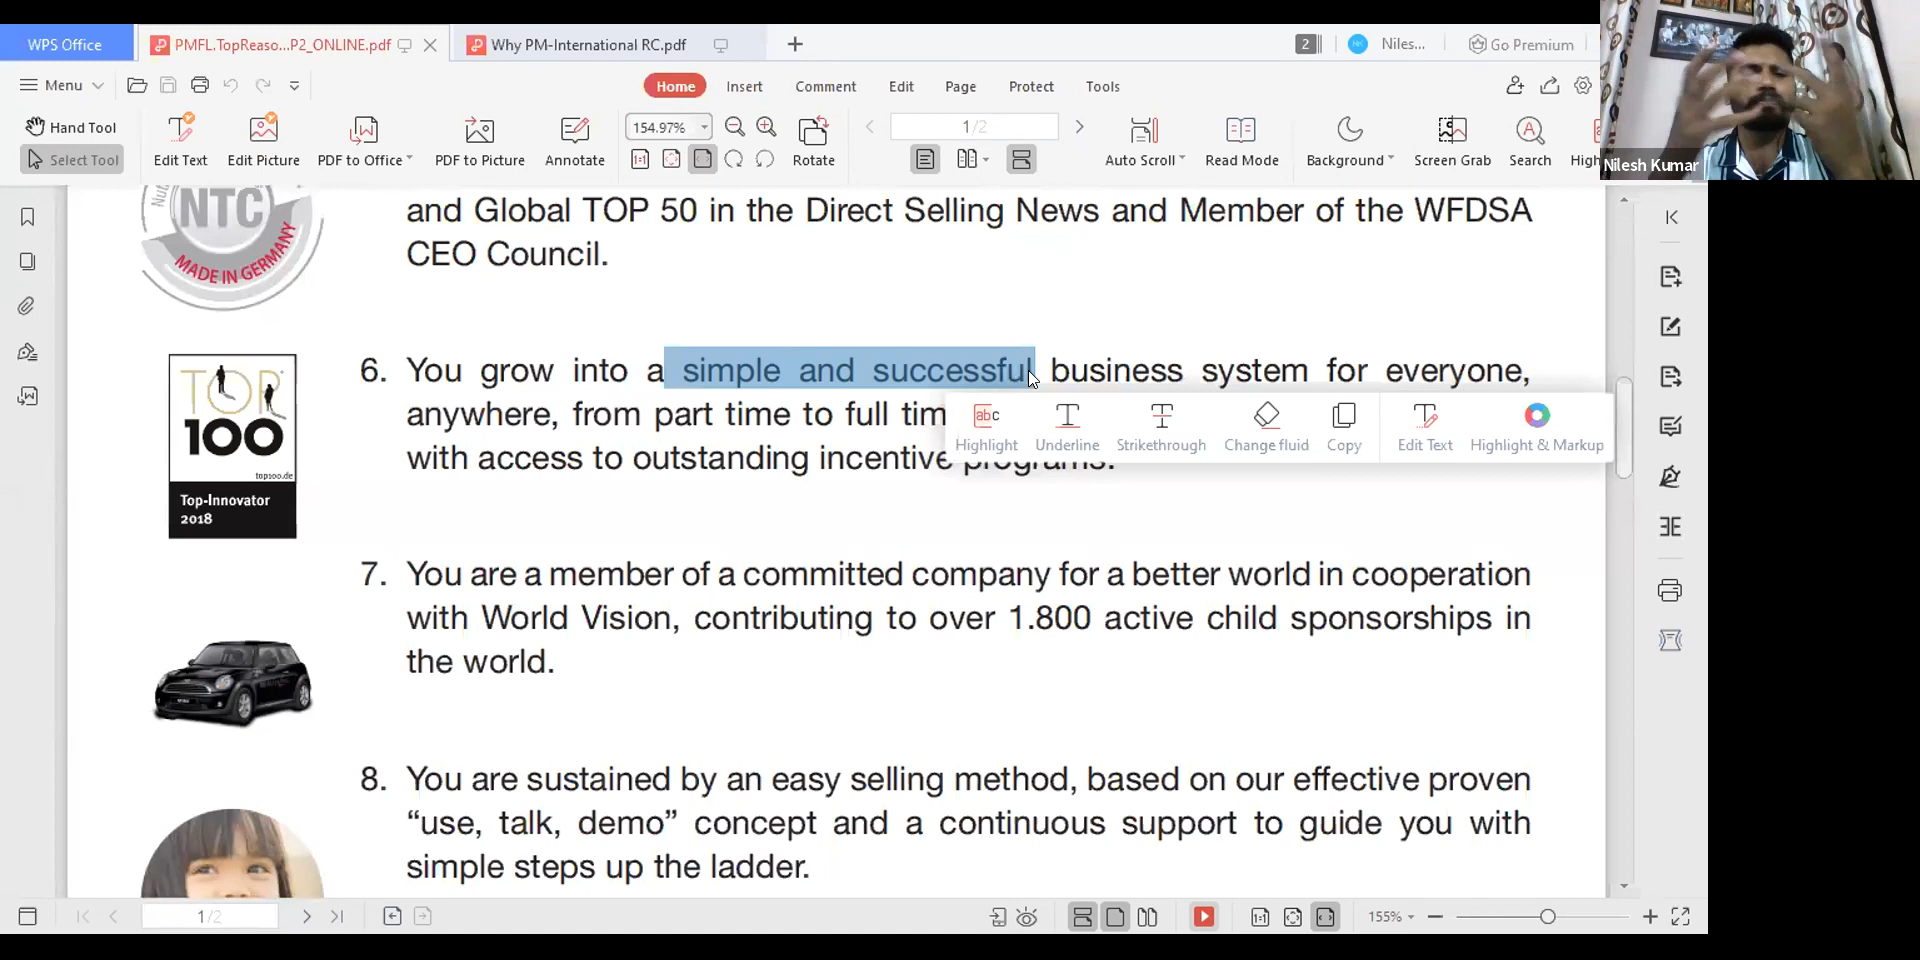 WPS Office
PMFL.TopReaso...P2_ONLINE.pdf
Why PM-International RC.pdf
2
NK
Niles...
Go Premium
Menu
Home
Insert
Comment
Edit
Page
Protect
Tools
Hand Tool
Select Tool
Edit Text
Edit Picture
PDF to Office
PDF to Picture
Annotate
154.97%
Rotate
1/2
Auto Scroll
Read Mode
Background
Screen Grab
Search
High
Nilesh Kumar
NTC
MADE IN GERMANY
and Global TOP 50 in the Direct Selling News and Member of the WFDSA
CEO Council.
TOP
100
top100.de
Top-Innovator
2018
6. You grow into a simple and successful business system for everyone,
anywhere, from part time to full tim
with access to outstanding incentive programs.
abc
Highlight
Underline
Strikethrough
Change fluid
Copy
Edit Text
Highlight & Markup
7. You are a member of a committed company for a better world in cooperation
with World Vision, contributing to over 1.800 active child sponsorships in
the world.
8. You are sustained by an easy selling method, based on our effective proven
“use, talk, demo” concept and a continuous support to guide you with
simple steps up the ladder.
1/2
155%